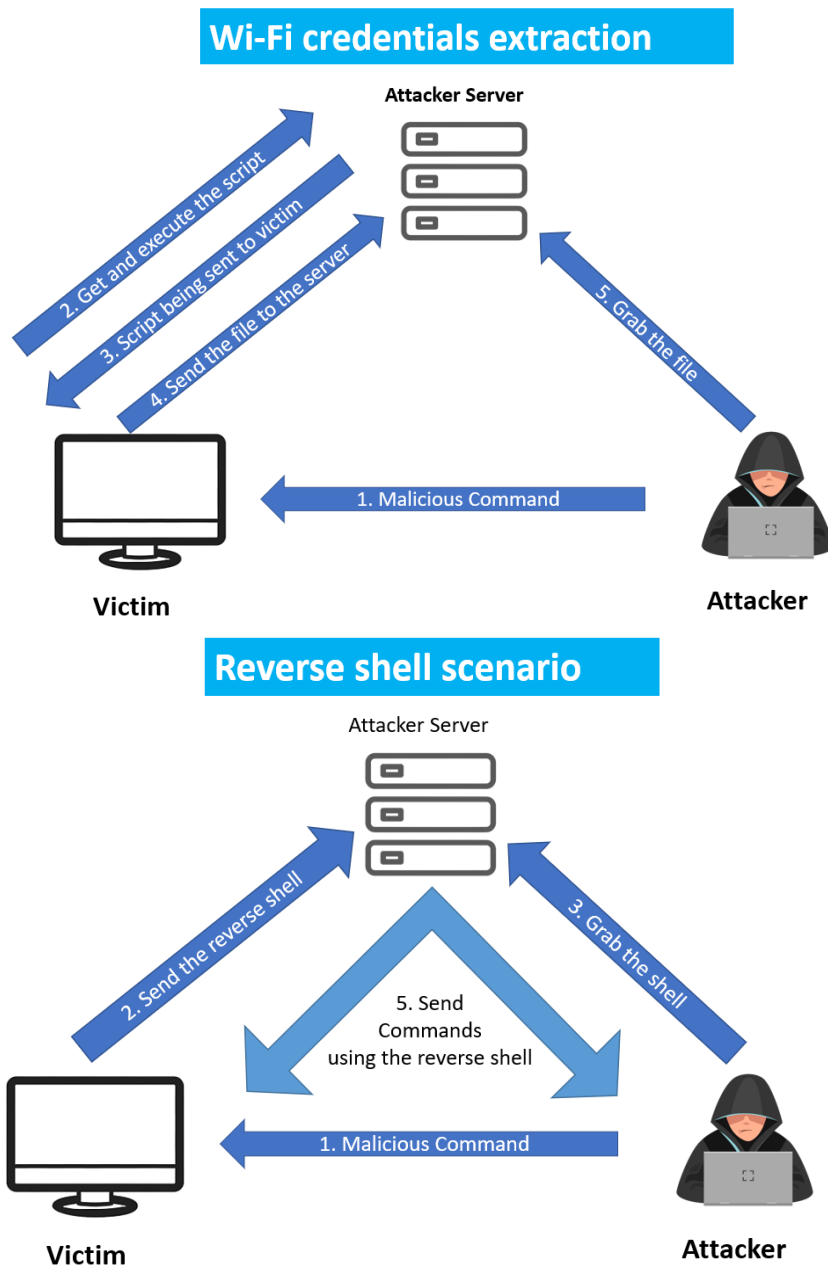 Wi-Fi credentials extraction
Attacker Server
2. Get and execute the script
3. Script being sent to victim
4. Send the file to the server
5. Grab the file
1. Malicious Command
Victim
Attacker
Reverse shell scenario
Attacker Server
2. Send the reverse shell
3. Grab the shell
5. Send
Commands
using the reverse shell
1. Malicious Command
Victim
Attacker